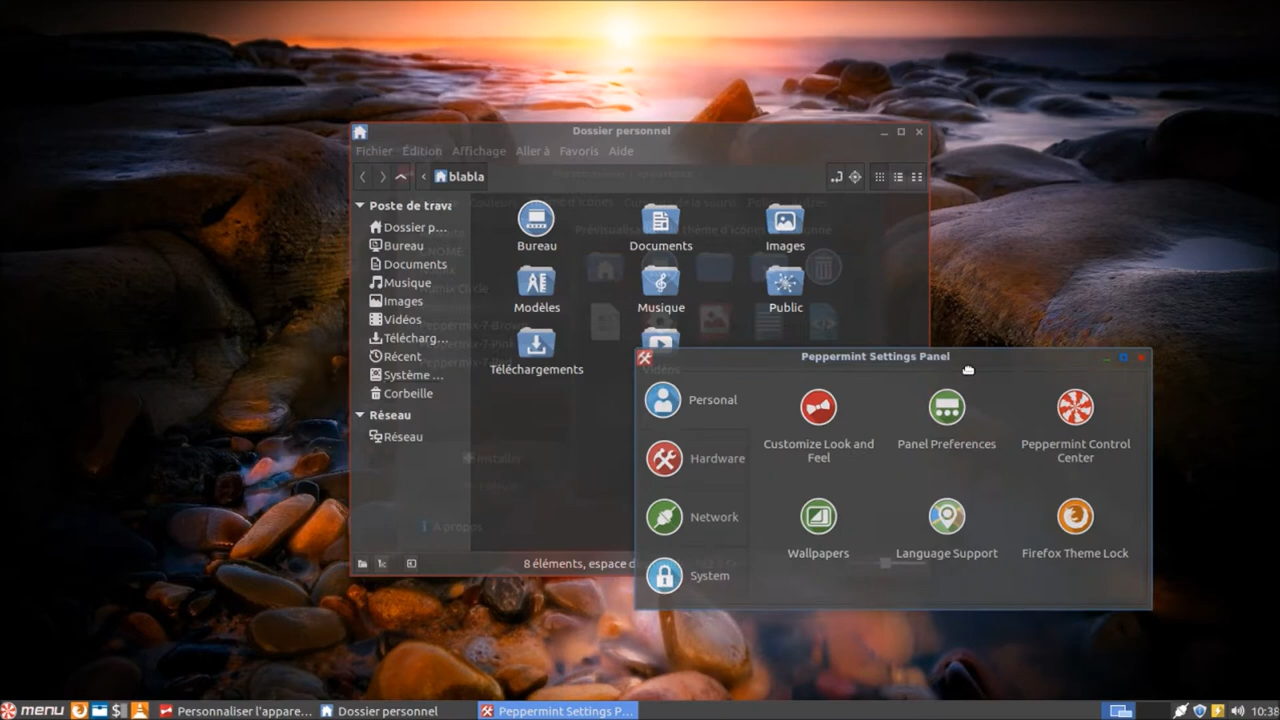 Dossier personnel
Fichier Édition Affichage Aller à Favoris Aide
blabla
Poste de trava
Dossier p...
Bureau
Documents
Musique
Images
Vidéos
Télécharg...
Récent
Système ...
Corbeille
Réseau
Réseau
Bureau
Documents
Images
Modèles
Musique
Public
Téléchargements
Vidéos
Installer
À propos
8 éléments, espace d
Peppermint Settings Panel
Personal
Hardware
Network
System
Customize Look and
Feel
Panel Preferences
Peppermint Control
Center
Wallpapers
Language Support
Firefox Theme Lock
menu
Personnaliser l'appare...
Dossier personnel
Peppermint Settings P...
10:38